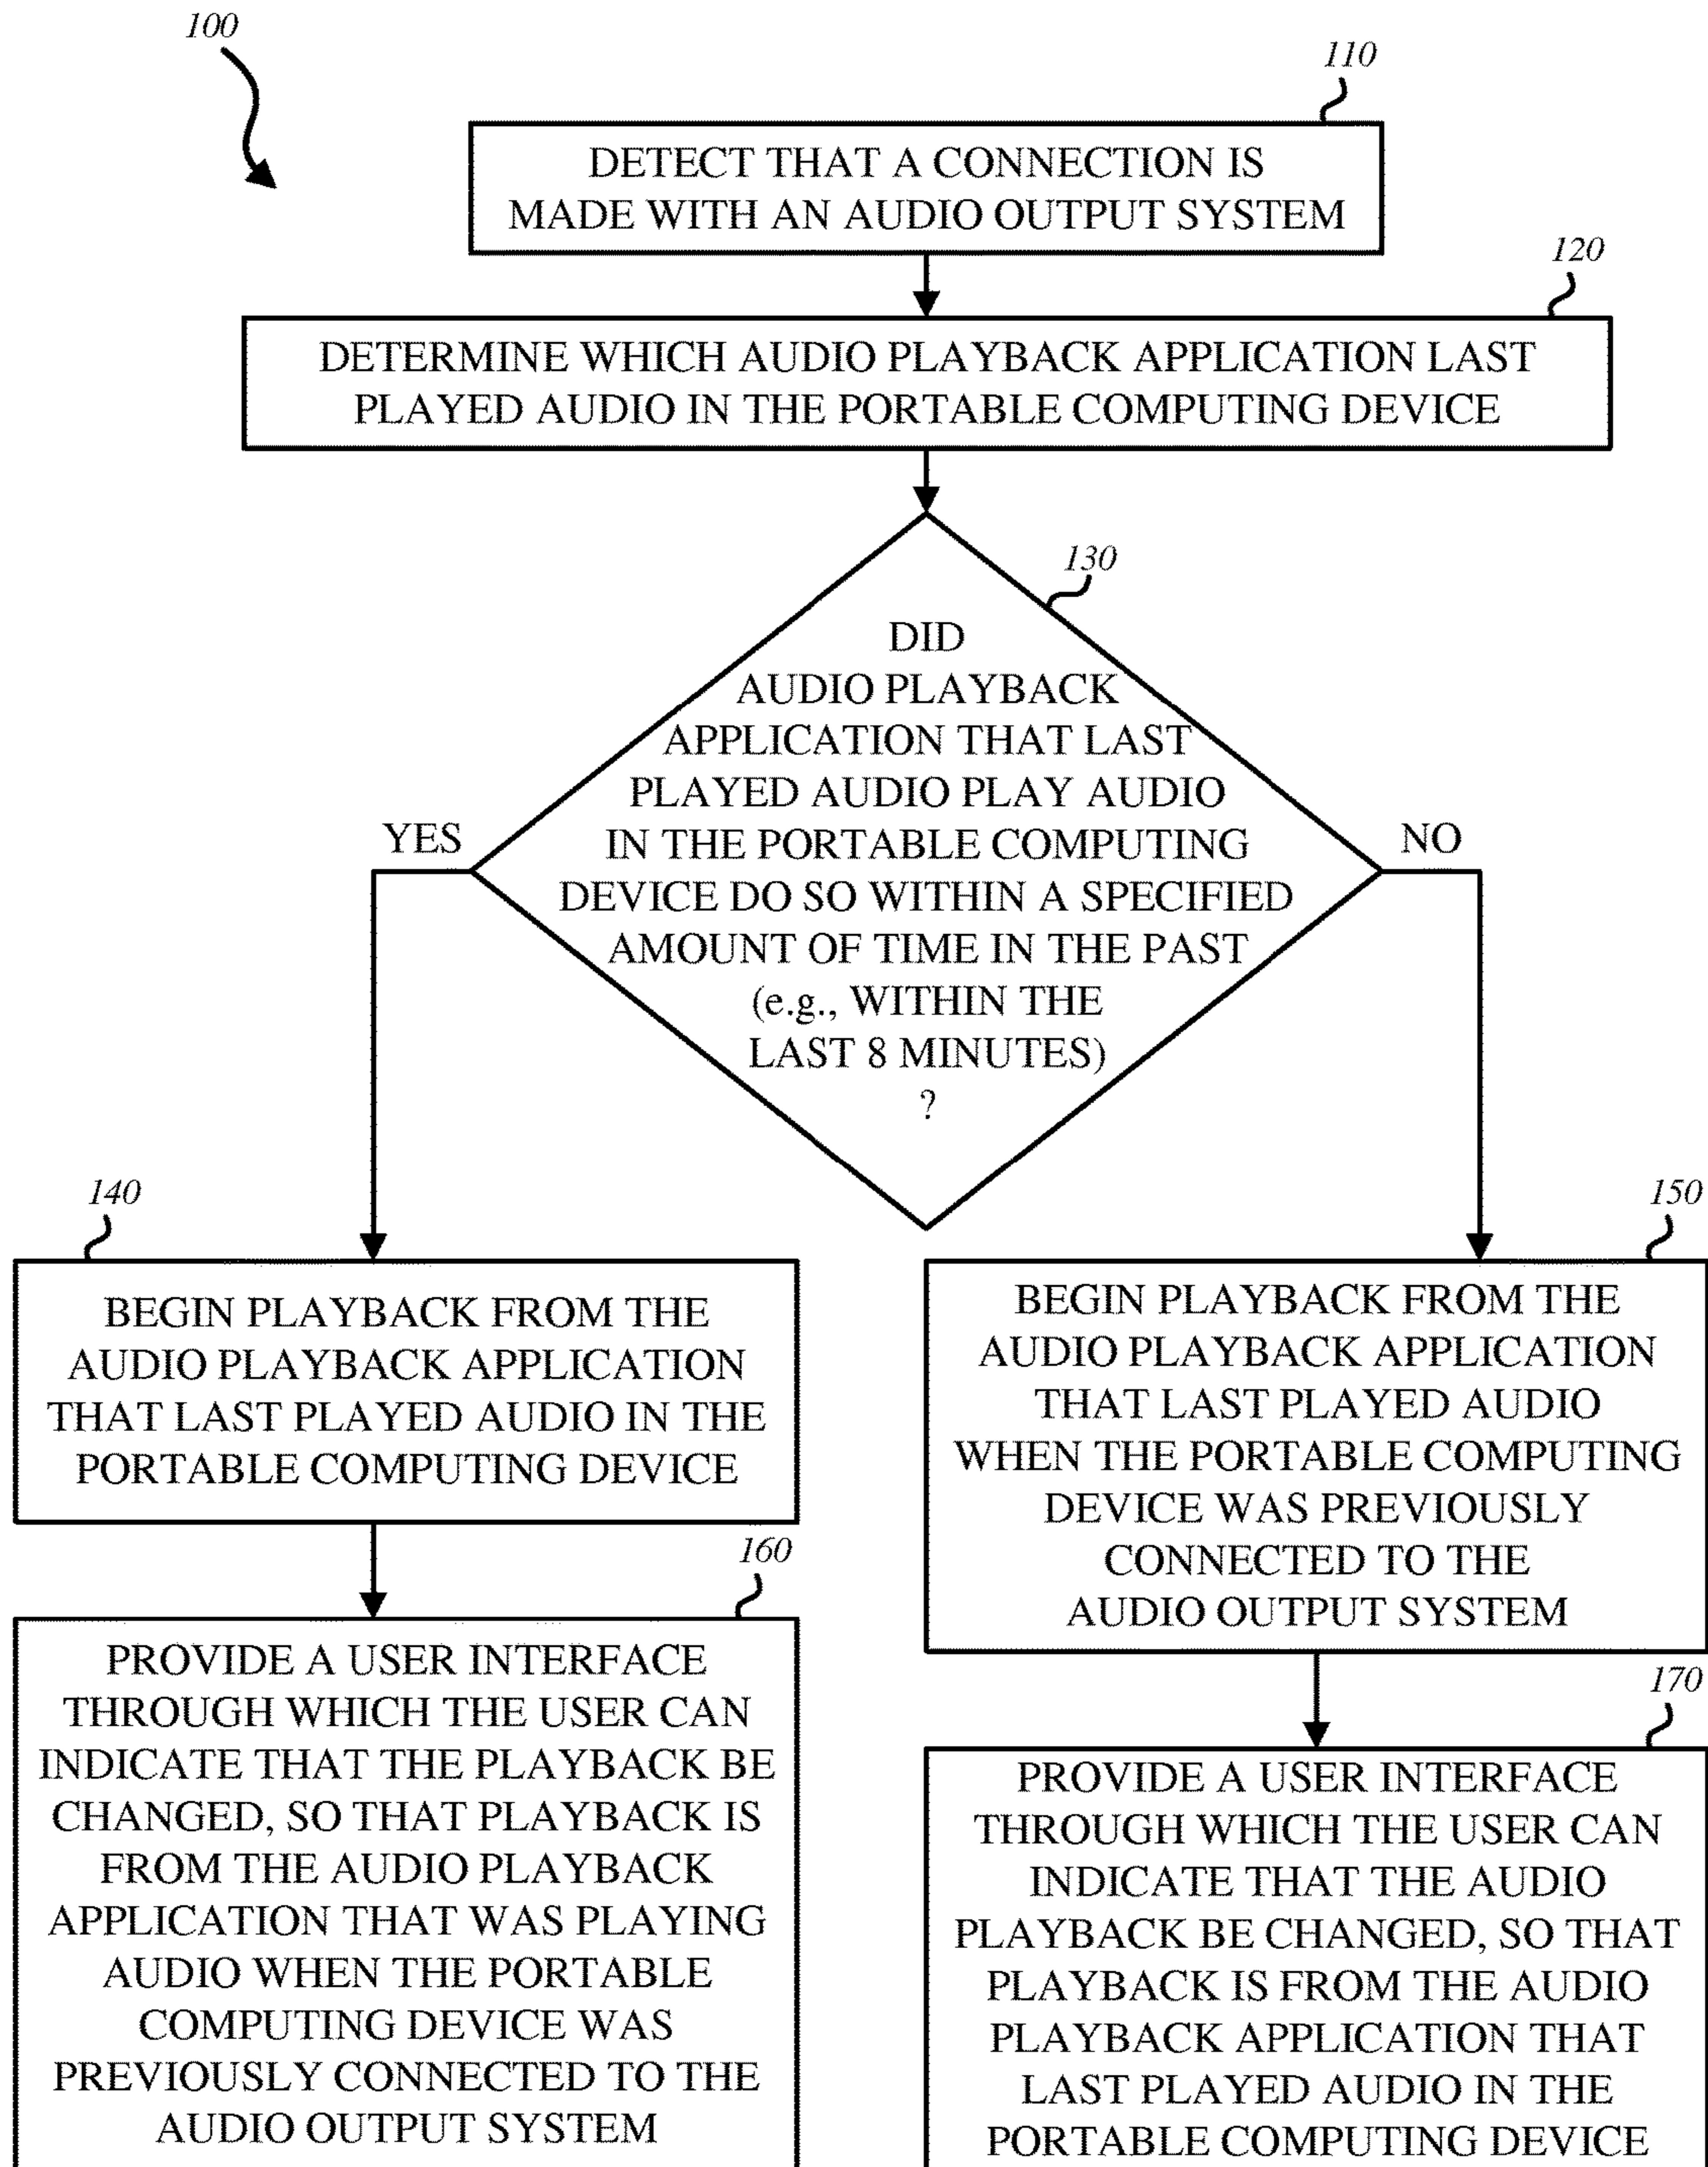 100
110
DETECT THAT A CONNECTION IS
MADE WITH AN AUDIO OUTPUT SYSTEM
120
DETERMINE WHICH AUDIO PLAYBACK APPLICATION LAST
PLAYED AUDIO IN THE PORTABLE COMPUTING DEVICE
130
DID
AUDIO PLAYBACK
APPLICATION THAT LAST
PLAYED AUDIO PLAY AUDIO
IN THE PORTABLE COMPUTING
DEVICE DO SO WITHIN A SPECIFIED
AMOUNT OF TIME IN THE PAST
(e.g., WITHIN THE
LAST 8 MINUTES)
?
YES
NO
140
BEGIN PLAYBACK FROM THE
AUDIO PLAYBACK APPLICATION
THAT LAST PLAYED AUDIO IN THE
PORTABLE COMPUTING DEVICE
150
BEGIN PLAYBACK FROM THE
AUDIO PLAYBACK APPLICATION
THAT LAST PLAYED AUDIO
WHEN THE PORTABLE COMPUTING
DEVICE WAS PREVIOUSLY
CONNECTED TO THE
AUDIO OUTPUT SYSTEM
160
PROVIDE A USER INTERFACE
THROUGH WHICH THE USER CAN
INDICATE THAT THE PLAYBACK BE
CHANGED, SO THAT PLAYBACK IS
FROM THE AUDIO PLAYBACK
APPLICATION THAT WAS PLAYING
AUDIO WHEN THE PORTABLE
COMPUTING DEVICE WAS
PREVIOUSLY CONNECTED TO THE
AUDIO OUTPUT SYSTEM
170
PROVIDE A USER INTERFACE
THROUGH WHICH THE USER CAN
INDICATE THAT THE AUDIO
PLAYBACK BE CHANGED, SO THAT
PLAYBACK IS FROM THE AUDIO
PLAYBACK APPLICATION THAT
LAST PLAYED AUDIO IN THE
PORTABLE COMPUTING DEVICE